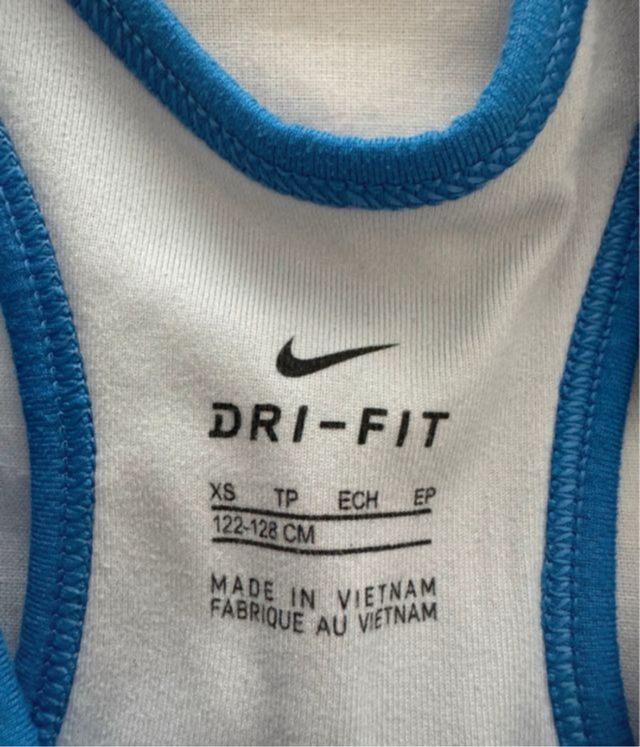 DRI-FIT
XS TP ECH EP
122-128 CM
MADE IN VIETNAM
FABRIQUE AU VIETNAM